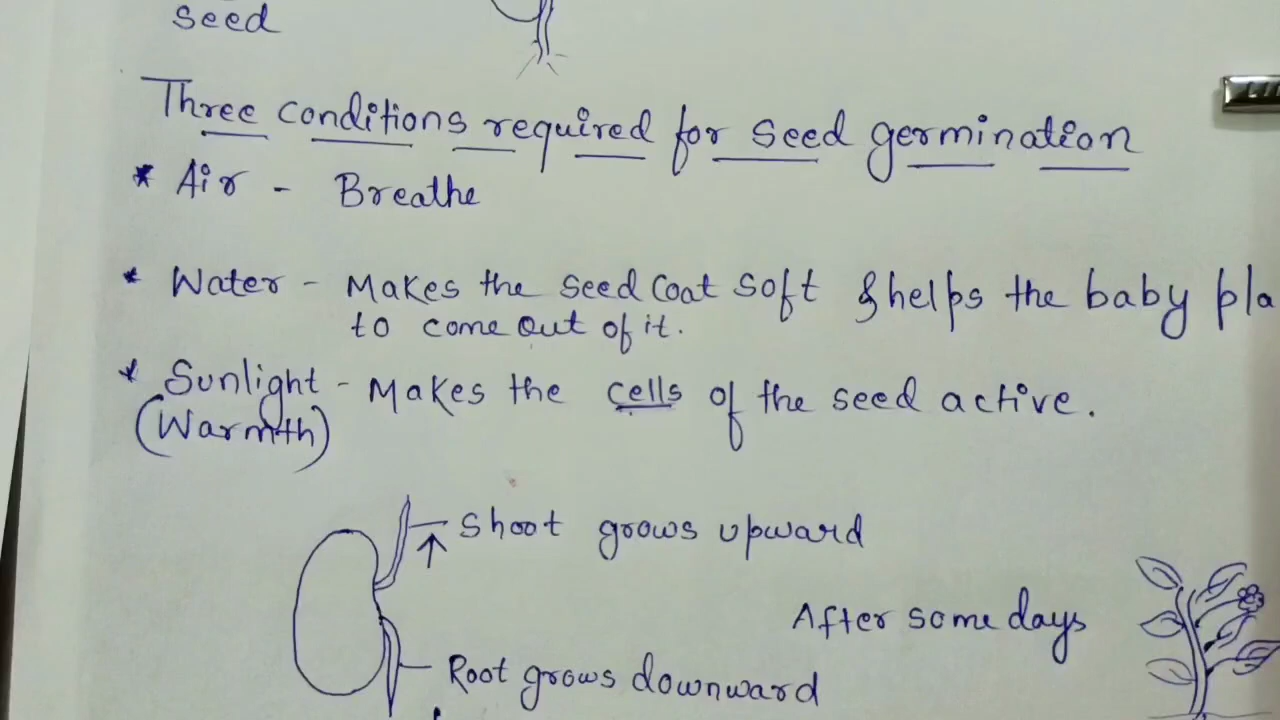 seed
Three conditions required for seed germination
* Air - Breathe
* Water - Makes the seed coat soft & helps the baby pla
to come out of it.
* Sunlight - Makes the cells of the seed active.
(Warmth)
Shoot grows upward
After some days
Root grows downward